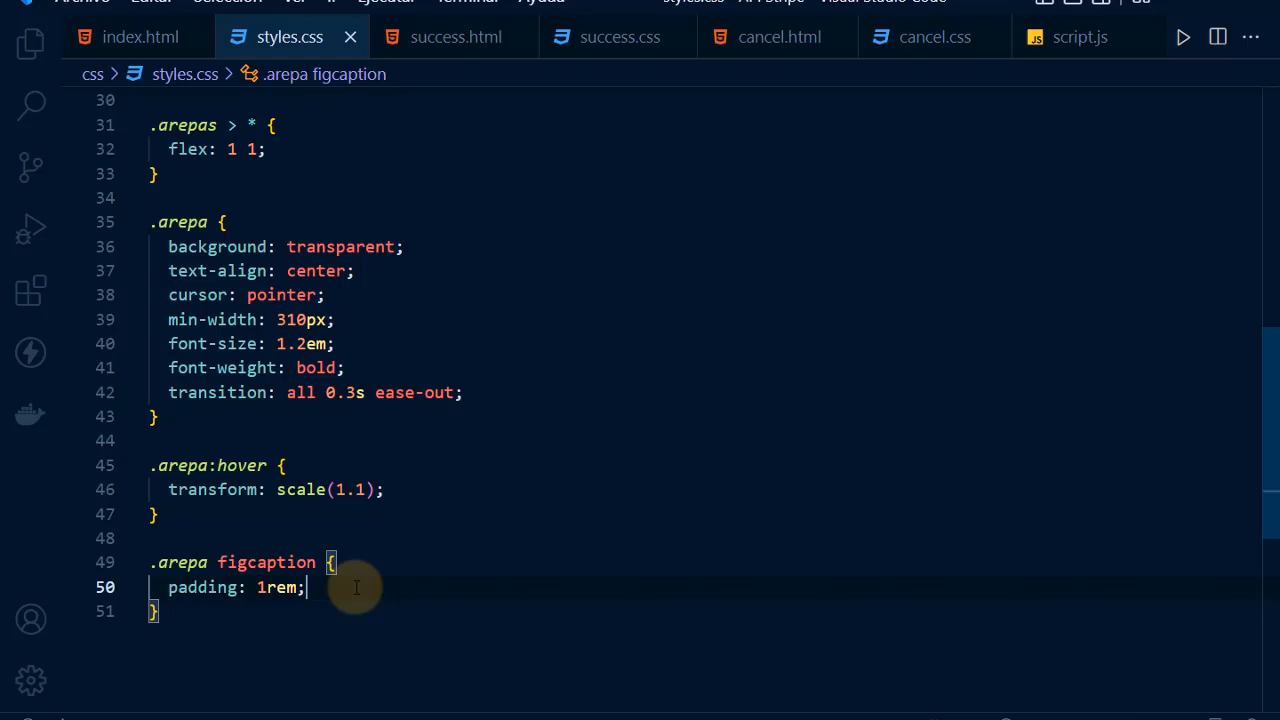 index.html
styles.css
success.html
success.css
cancel.html
cancel.css
JS script.js
css > styles.css > .arepa figcaption
30
31 .arepas > * {
32 flex: 1 1;
33 }
34
35 .arepa {
36 background: transparent;
37 text-align: center;
38 cursor: pointer;
39 min-width: 310px;
40 font-size: 1.2em;
41 font-weight: bold;
42 transition: all 0.3s ease-out;
43 }
44
45 .arepa:hover {
46 transform: scale(1.1);
47 }
48
49 .arepa figcaption {
50 padding: 1rem;
51 }